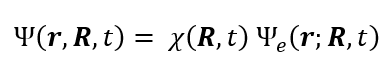 Ψ(𝒓, 𝑹, 𝑡) = 𝜒(𝑹, 𝑡) Ψₑ(𝒓; 𝑹, 𝑡)